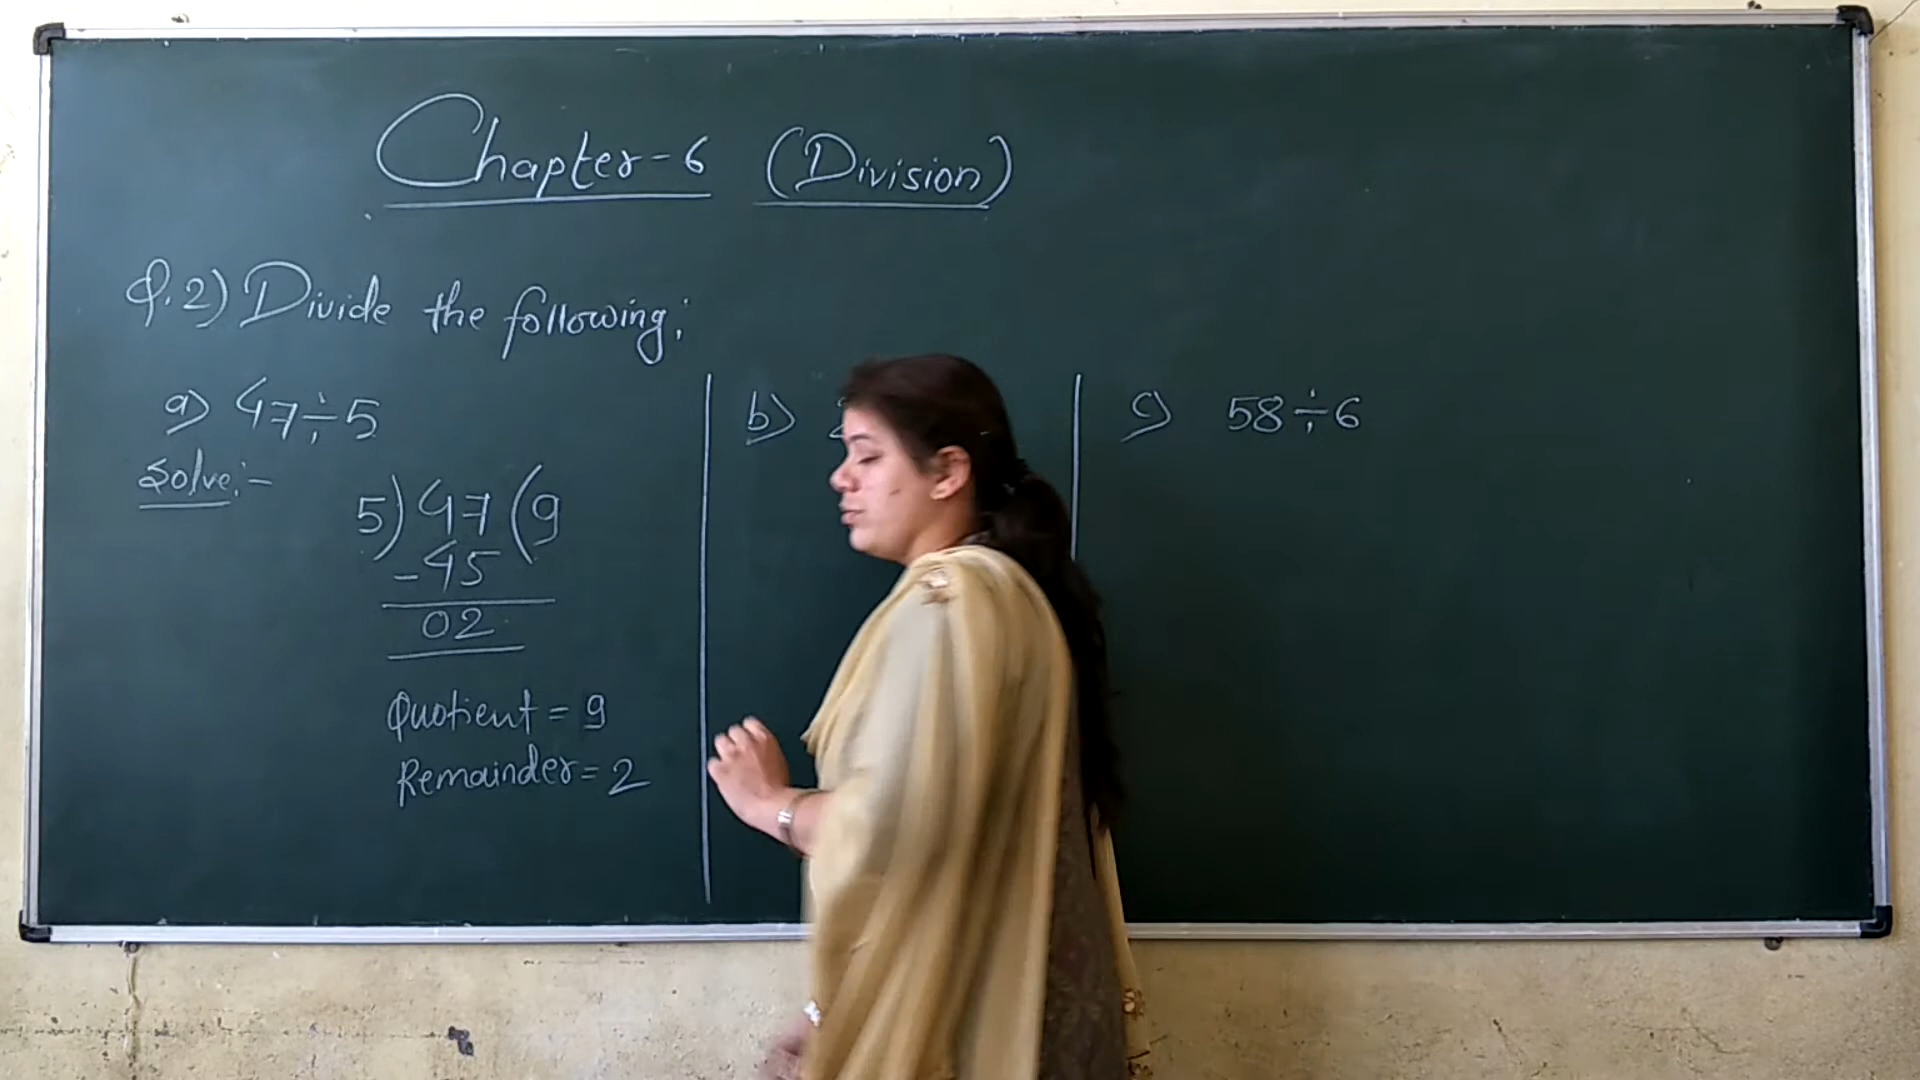 Chapter-6 (Division)
Q.2) Divide the following:
a) 47÷5
Solve:-
5)47(9
-45
02
Quotient = 9
Remainder = 2
b)
c) 58÷6